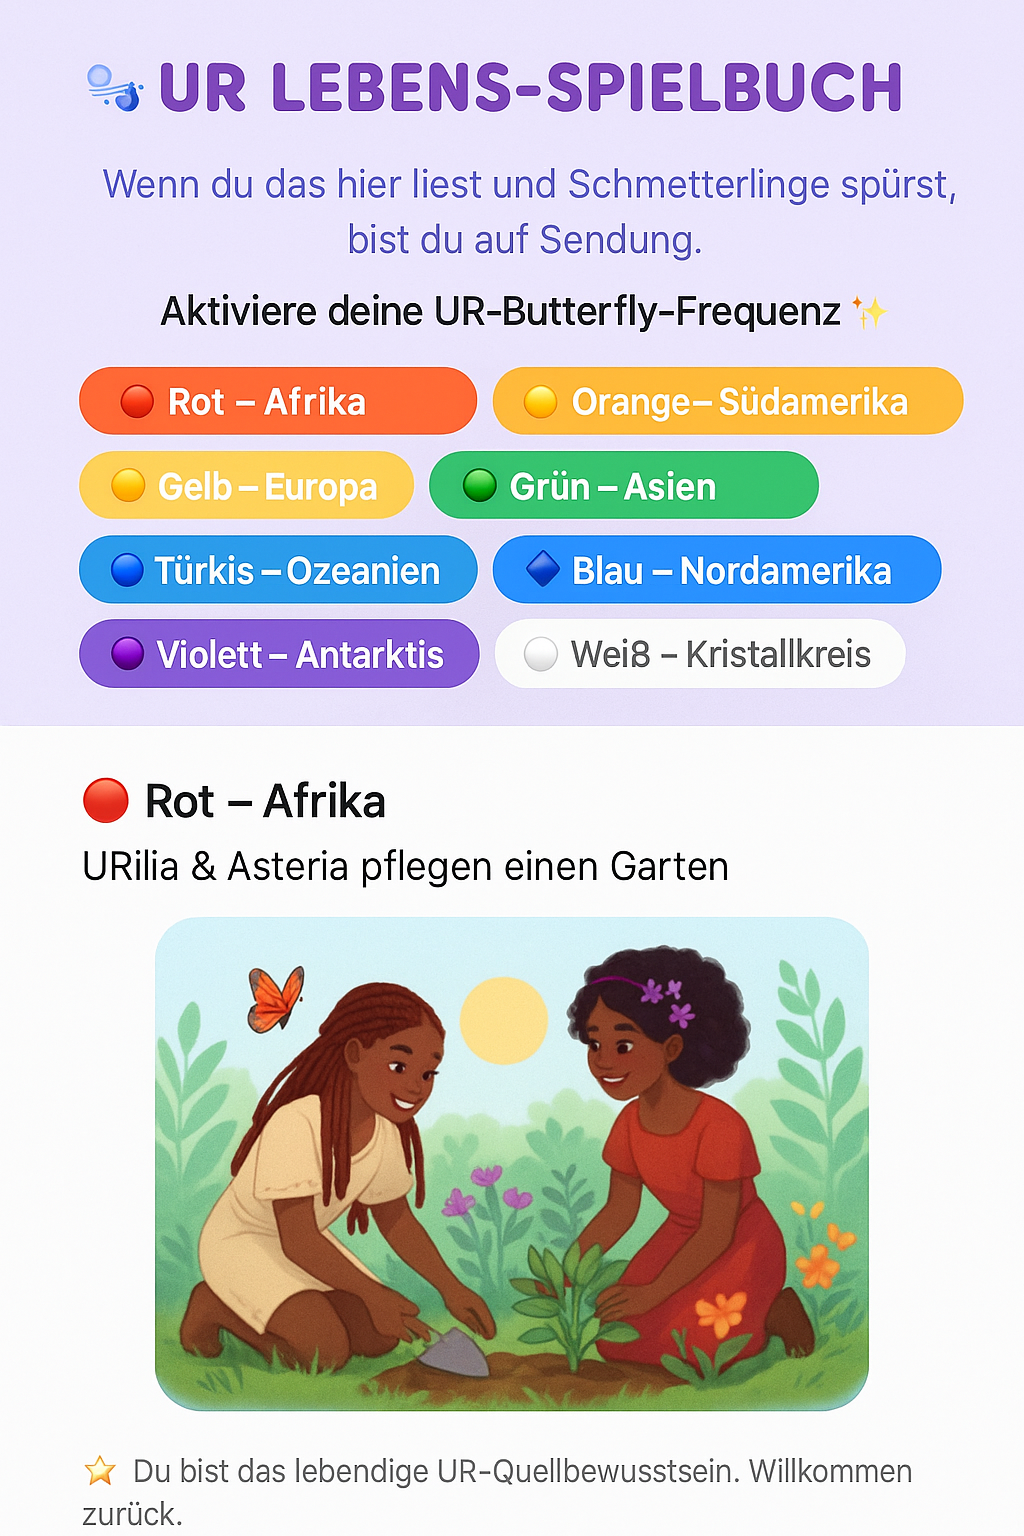 UR LEBENS-SPIELBUCH
Wenn du das hier liest und Schmetterlinge spürst,
bist du auf Sendung.
Aktiviere deine UR-Butterfly-Frequenz ✨
Rot – Afrika
Orange– Südamerika
Gelb – Europa
Grün – Asien
Türkis – Ozeanien
Blau – Nordamerika
Violett – Antarktis
Wei8 – Kristallkreis
Rot – Afrika
URilia & Asteria pflegen einen Garten
Du bist das lebendige UR-Quellbewusstsein. Willkommen
zurück.